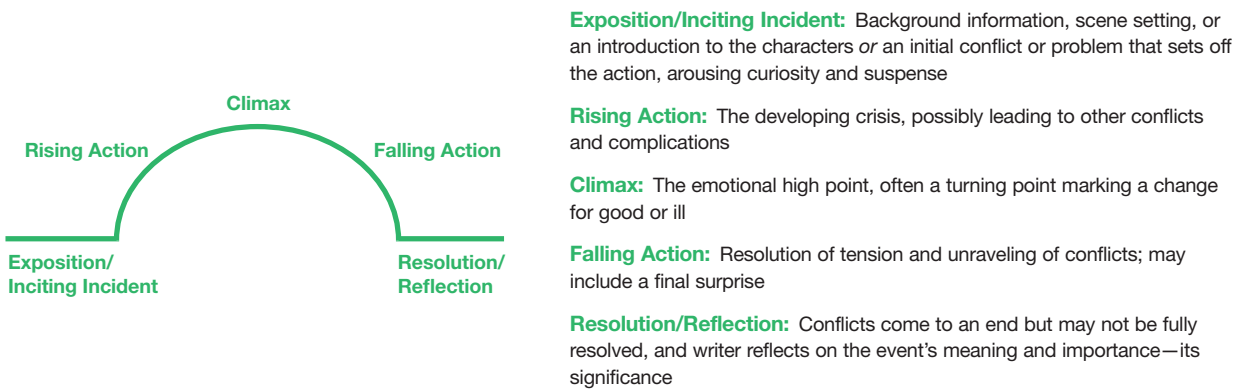 Climax
Rising Action
Falling Action
Exposition/
Inciting Incident
Resolution/
Reflection
Exposition/Inciting Incident: Background information, scene setting, or
an introduction to the characters or an initial conflict or problem that sets off
the action, arousing curiosity and suspense
Rising Action: The developing crisis, possibly leading to other conflicts
and complications
Climax: The emotional high point, often a turning point marking a change
for good or ill
Falling Action: Resolution of tension and unraveling of conflicts; may
include a final surprise
Resolution/Reflection: Conflicts come to an end but may not be fully
resolved, and writer reflects on the event’s meaning and importance—its
significance